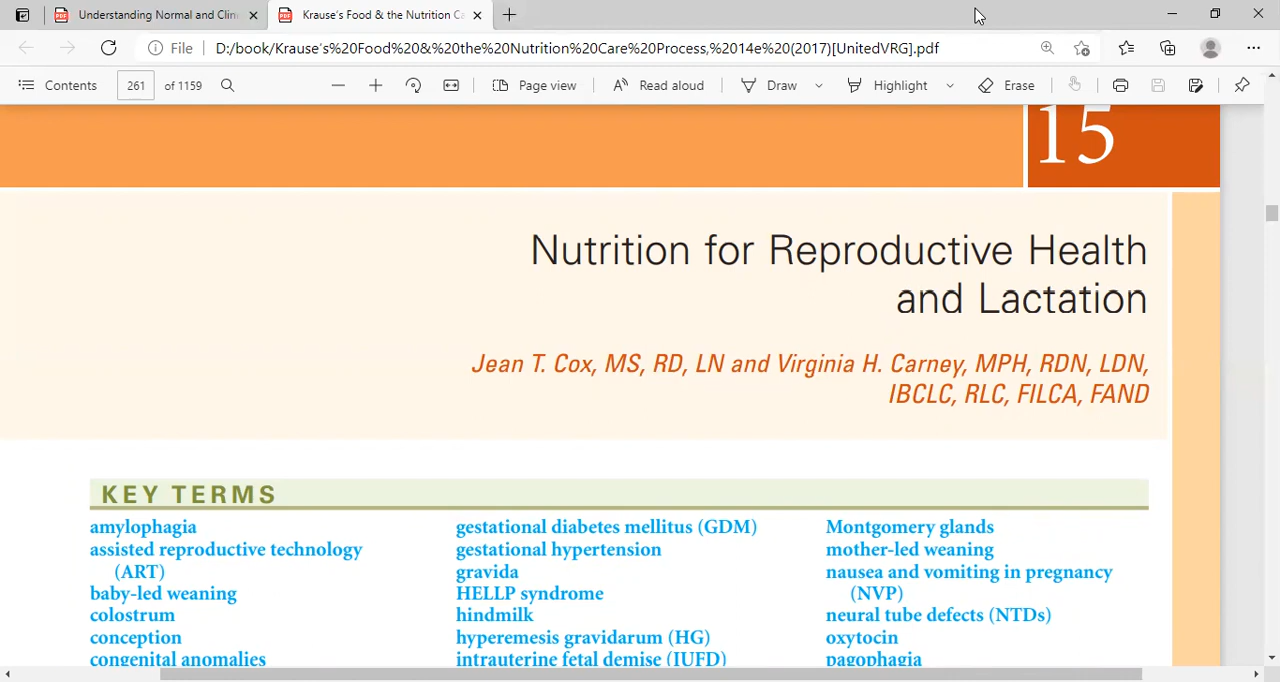 Understanding Normal and Clin
Krause's Food & the Nutrition Ca
File D:/book/Krause's%20Food%20&%20the%20Nutrition%20Care%20Process,%2014e%20(2017)[UnitedVRG].pdf
Contents 261 of 1159 Page view Read aloud Draw Highlight Erase
15
Nutrition for Reproductive Health
and Lactation
Jean T. Cox, MS, RD, LN and Virginia H. Carney, MPH, RDN, LDN,
IBCLC, RLC, FILCA, FAND
KEY TERMS
amylophagia
assisted reproductive technology
(ART)
baby-led weaning
colostrum
conception
congenital anomalies
gestational diabetes mellitus (GDM)
gestational hypertension
gravida
HELLP syndrome
hindmilk
hyperemesis gravidarum (HG)
intrauterine fetal demise (IUFD)
Montgomery glands
mother-led weaning
nausea and vomiting in pregnancy
(NVP)
neural tube defects (NTDs)
oxytocin
pagophagia